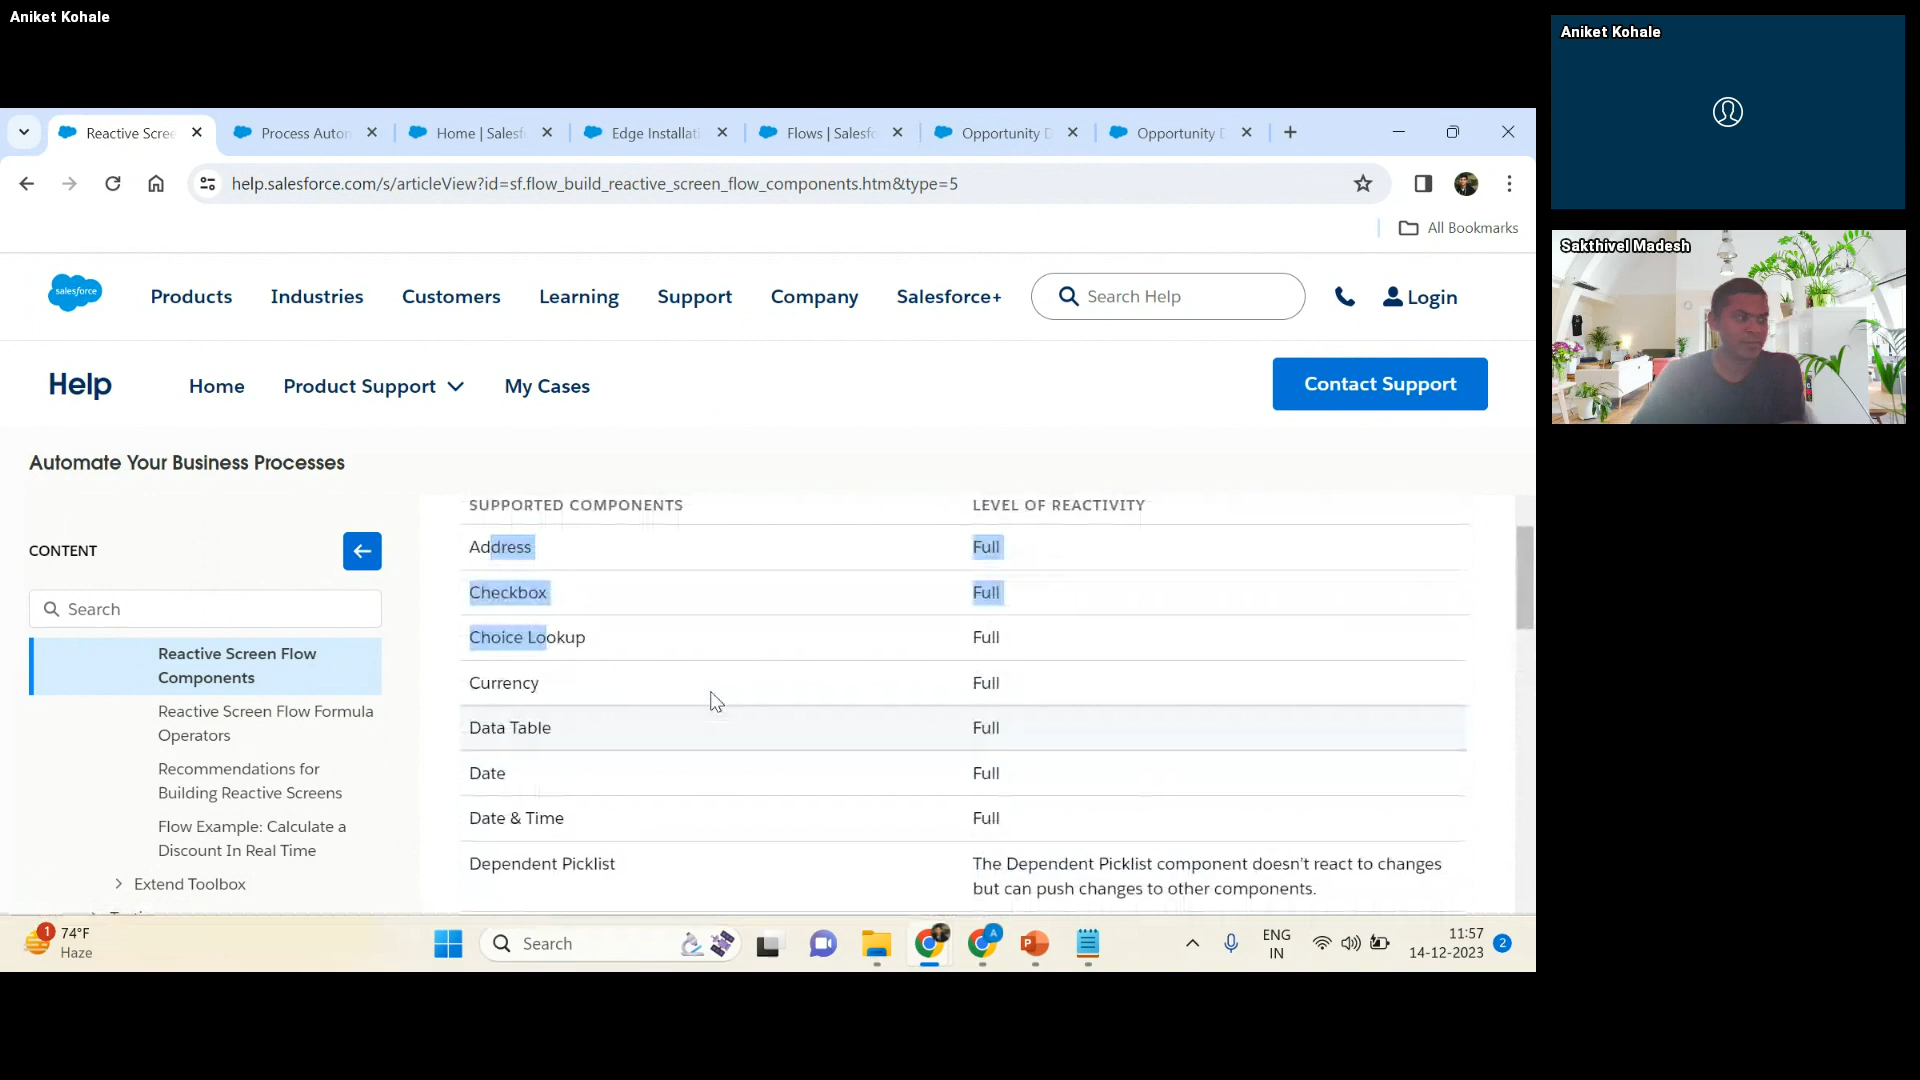 Aniket Kohale
Aniket Kohale
Sakthivel Madesh
Reactive Scree
Process Auton
Home | Salesf
Edge Installati
Flows | Salesfo
Opportunity D
Opportunity D
help.salesforce.com/s/articleView?id=sf.flow_build_reactive_screen_flow_components.htm&type=5
All Bookmarks
salesforce
Products
Industries
Customers
Learning
Support
Company
Salesforce+
Search Help
Login
Help
Home
Product Support
My Cases
Contact Support
Automate Your Business Processes
CONTENT
Search
Reactive Screen Flow
Components
Reactive Screen Flow Formula
Operators
Recommendations for
Building Reactive Screens
Flow Example: Calculate a
Discount In Real Time
Extend Toolbox
SUPPORTED COMPONENTS
LEVEL OF REACTIVITY
Address
Full
Checkbox
Full
Choice Lookup
Full
Currency
Full
Data Table
Full
Date
Full
Date & Time
Full
Dependent Picklist
The Dependent Picklist component doesn't react to changes
but can push changes to other components.
1
74°F
Haze
Search
ENG
IN
11:57
14-12-2023
2